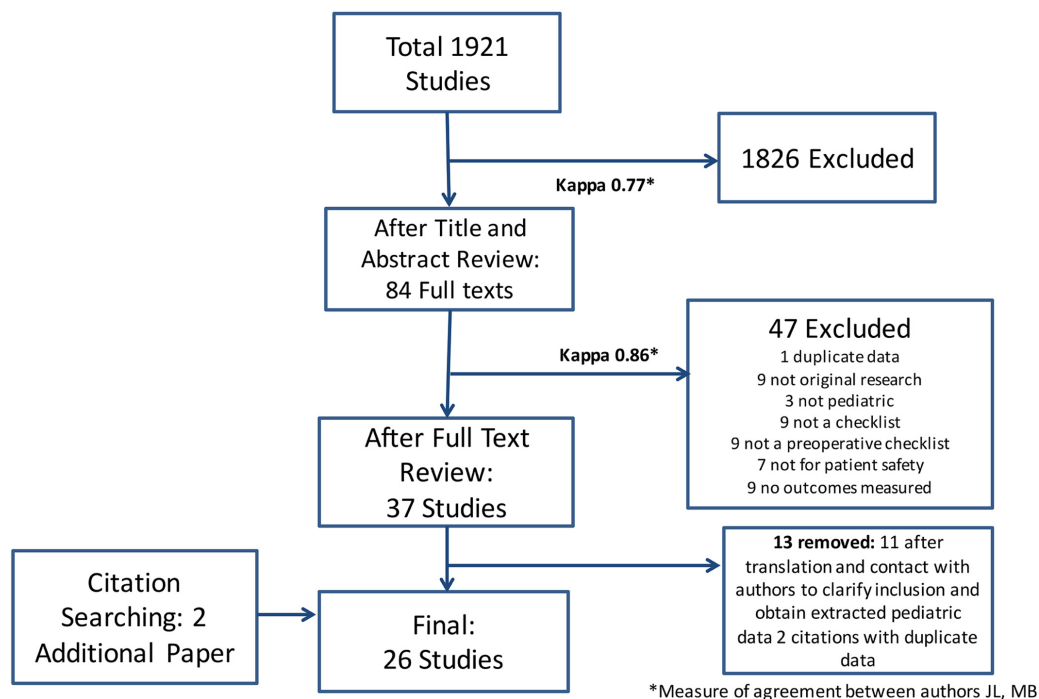 Total 1921
Studies
1826 Excluded
Kappa 0.77*
After Title and
Abstract Review:
84 Full texts
47 Excluded
1 duplicate data
9 not original research
3 not pediatric
9 not a checklist
9 not a preoperative checklist
7 not for patient safety
9 no outcomes measured
Kappa 0.86*
After Full Text
Review:
37 Studies
13 removed: 11 after
translation and contact with
authors to clarify inclusion and
obtain extracted pediatric
data 2 citations with duplicate
data
Citation
Searching: 2
Additional Paper
Final:
26 Studies
*Measure of agreement between authors JL, MB